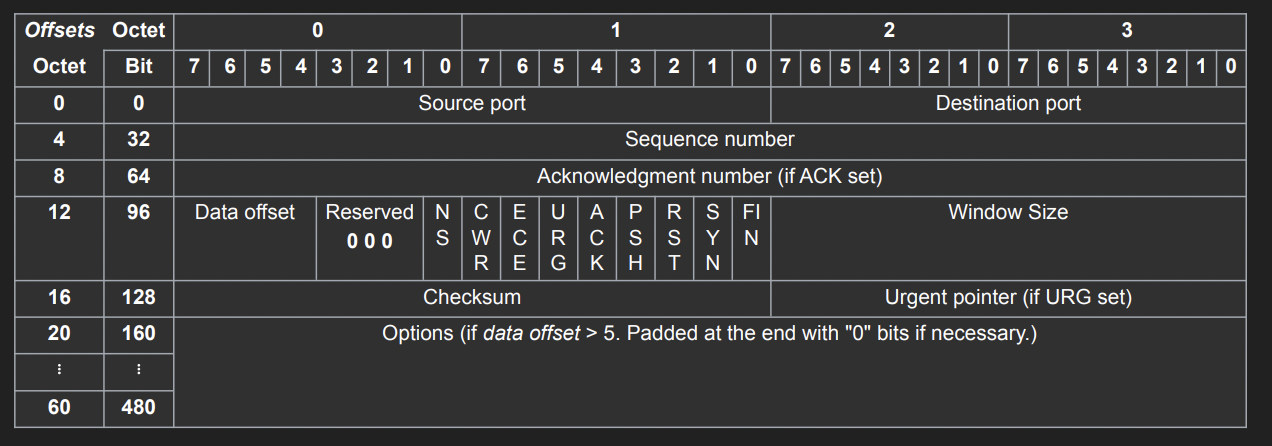 Offsets Octet 0 1 2 3
Octet Bit 7 6 5 4 3 2 1 0 7 6 5 4 3 2 1 0 7 6 5 4 3 2 1 0 7 6 5 4 3 2 1 0
0 0 Source port Destination port
4 32 Sequence number
8 64 Acknowledgment number (if ACK set)
12 96 Data offset Reserved 0 0 0 NS CWR ECE URG ACK PSH RST SYN FIN Window Size
16 128 Checksum Urgent pointer (if URG set)
20 160 Options (if data offset > 5. Padded at the end with "0" bits if necessary.)
⋮ ⋮
60 480